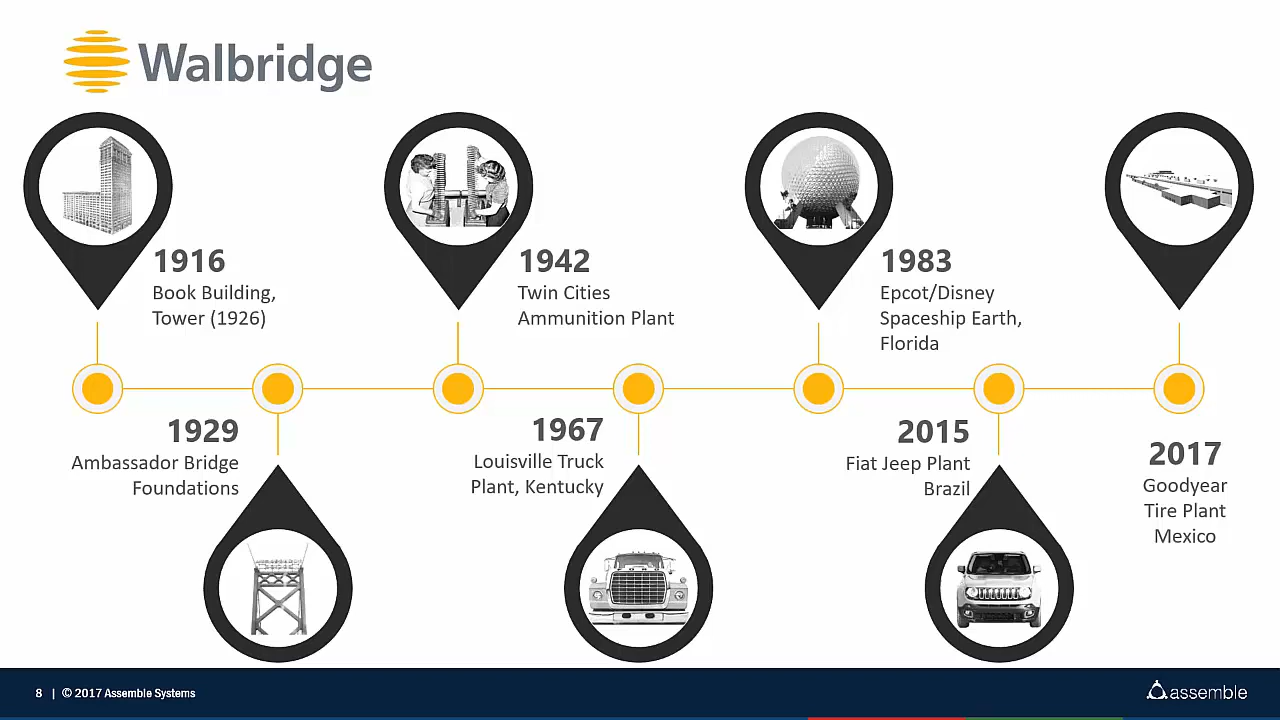 Walbridge
1916
Book Building,
Tower (1926)
1929
Ambassador Bridge
Foundations
1942
Twin Cities
Ammunition Plant
1967
Louisville Truck
Plant, Kentucky
1983
Epcot/Disney
Spaceship Earth,
Florida
2015
Fiat Jeep Plant
Brazil
2017
Goodyear
Tire Plant
Mexico
8 | © 2017 Assemble Systems
assemble